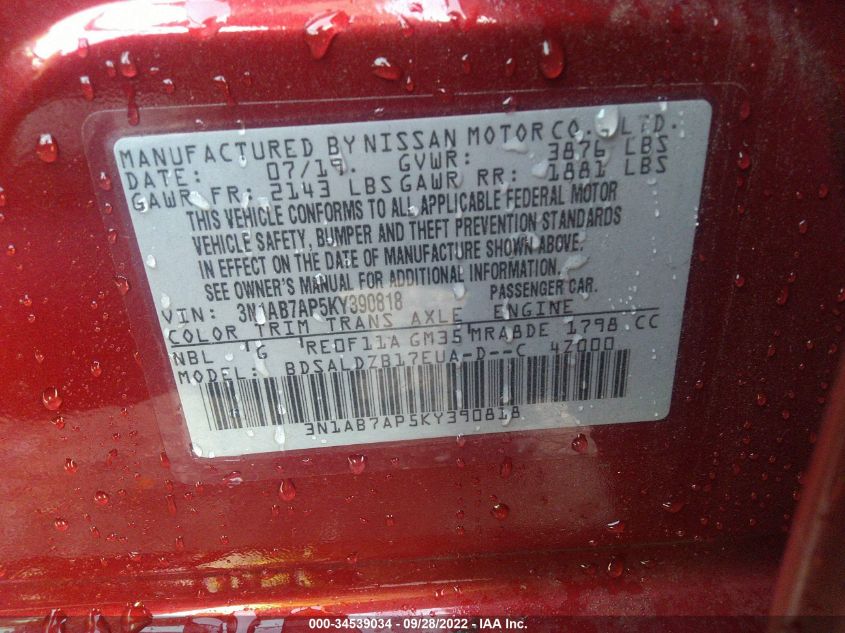 MANUFACTURED BY NISSAN MOTOR CO., LTD.
DATE: 07/19. GVWR: 3876 LBS
GAWR FR: 2143 LBS GAWR RR: 1881 LBS
THIS VEHICLE CONFORMS TO ALL APPLICABLE FEDERAL MOTOR
VEHICLE SAFETY, BUMPER AND THEFT PREVENTION STANDARDS
IN EFFECT ON THE DATE OF MANUFACTURE SHOWN ABOVE.
SEE OWNER'S MANUAL FOR ADDITIONAL INFORMATION.
VIN: 3N1AB7AP5KY390818 PASSENGER CAR.
COLOR TRIM TRANS AXLE ENGINE
NBL G RE0F11A GM35 MRA8DE 1798 CC
MODEL: BDSALDZB17EUA-D--C 4Z000
3N1AB7AP5KY390818
000-34539034 - 09/28/2022 - IAA Inc.